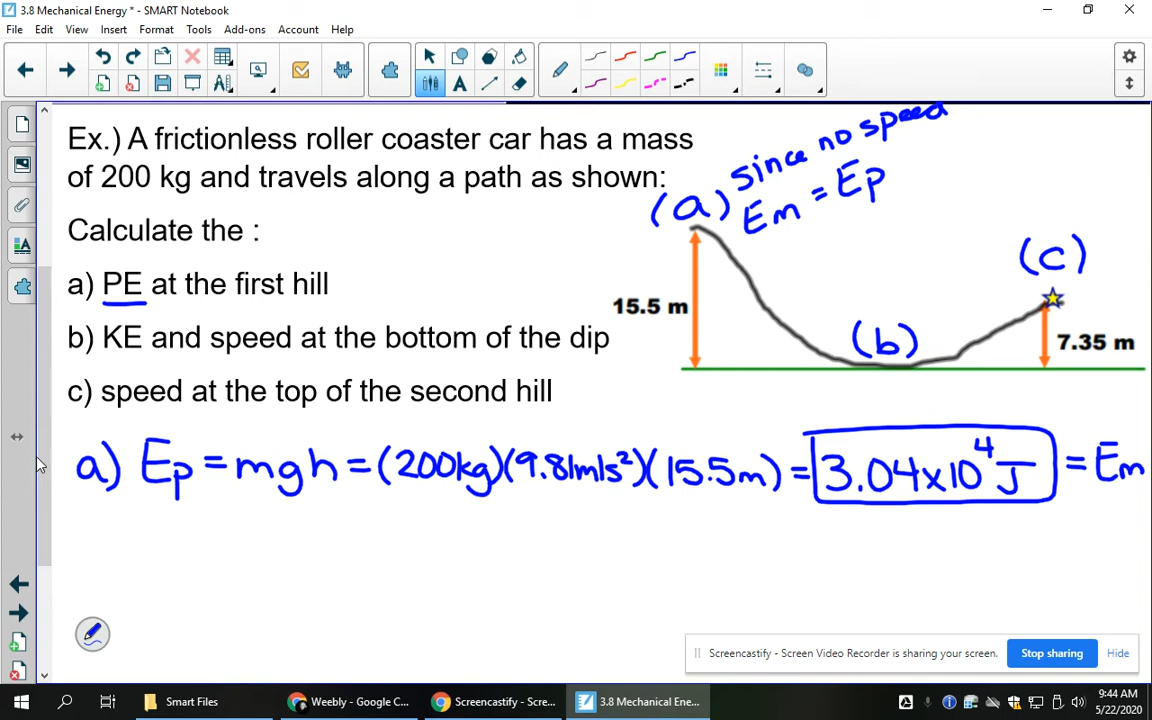 3.8 Mechanical Energy * - SMART Notebook
File Edit View Insert Format Tools Add-ons Account Help
Ex.) A frictionless roller coaster car has a mass
of 200 kg and travels along a path as shown:
Calculate the :
a) PE at the first hill
b) KE and speed at the bottom of the dip
c) speed at the top of the second hill
since no speed
(a) Em = Ep
(c)
15.5 m
(b)
7.35 m
a) Ep = mgh = (200kg)(9.81m/s²)(15.5m) = 3.04x10⁴ J = Em
Screencastify - Screen Video Recorder is sharing your screen. Stop sharing Hide
Smart Files Weebly - Google C... Screencastify - Scre... 3.8 Mechanical Ene...
9:44 AM
5/22/2020